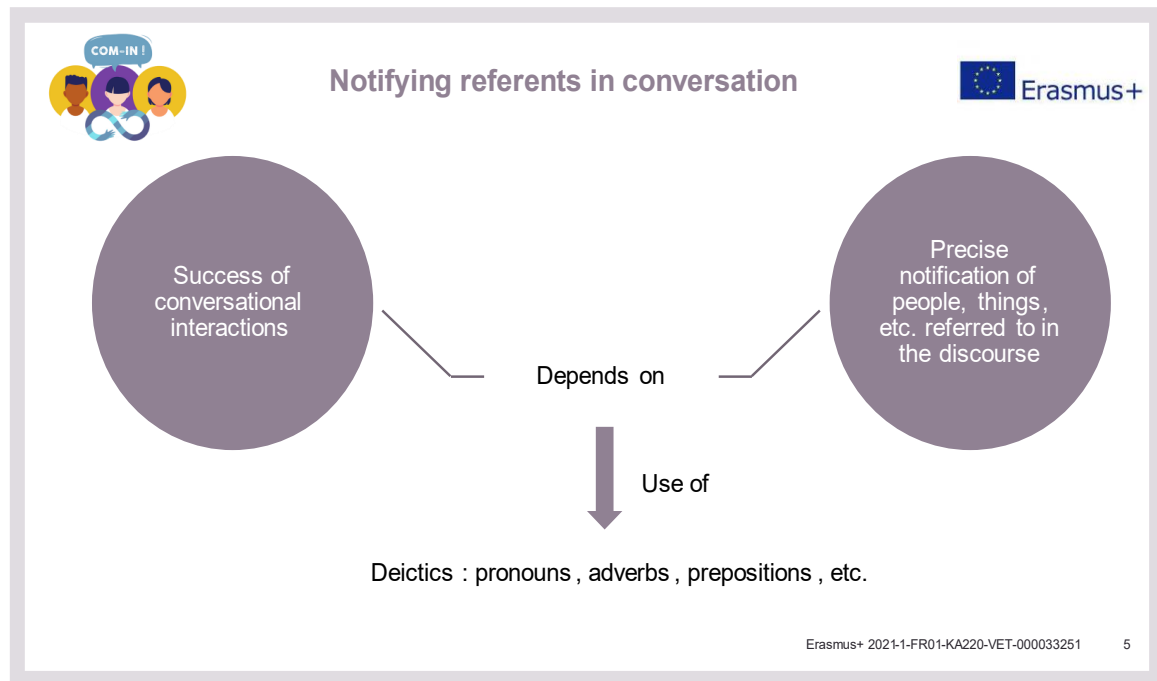 COM-IN !
Notifying referents in conversation
Erasmus+
Success of
conversational
interactions
Precise
notification of
people, things,
etc. referred to in
the discourse
Depends on
Use of
Deictics : pronouns , adverbs , prepositions , etc.
Erasmus+ 2021-1-FR01-KA220-VET-000033251 5